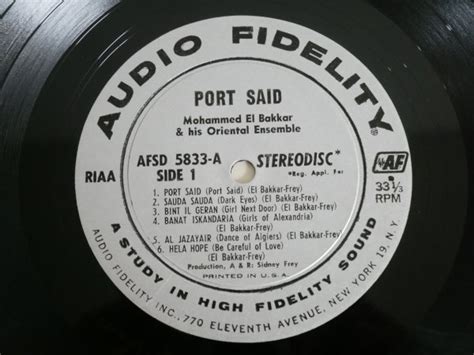 AUDIO FIDELITY
PORT SAID
Mohammed El Bakkar
& his Oriental Ensemble
AFSD 5833-A
SIDE 1
STEREODISC*
*Reg. Appl. For
RIAA
AF
33 1/3
RPM
1. PORT SAID (Port Said) (El Bakkar-Frey)
2. SAUDA SAUDA (Dark Eyes) (El Bakkar-Frey)
3. BINT IL GERAN (Girl Next Door) (El Bakkar-Frey)
4. BANAT ISKANDARIA (Girls of Alexandria)
(El Bakkar-Frey)
5. AL JAZAYAIR (Dance of Algiers) (El Bakkar-Frey)
6. HELA HOPE (Be Careful of Love)
(El Bakkar-Frey)
Production, A & R: Sidney Frey
PRINTED IN U.S.A.
A STUDY IN HIGH FIDELITY SOUND
AUDIO FIDELITY INC., 770 ELEVENTH AVENUE, NEW YORK 19, N.Y.